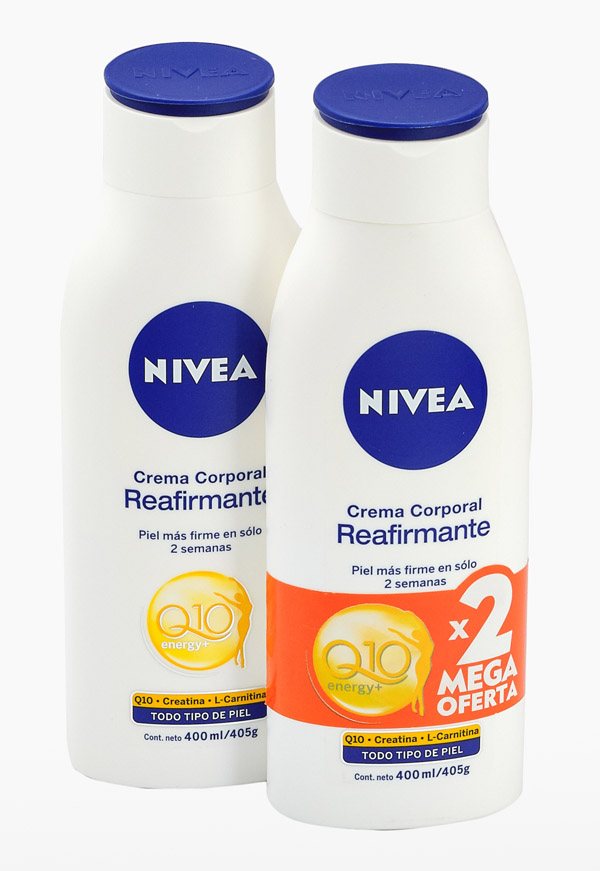 NIVEA
NIVEA
Crema Corporal
Reafirmante
Piel más firme en sólo
2 semanas
Q10
energy+
Q10 • Creatina • L-Carnitina
TODO TIPO DE PIEL
Cont. neto 400 ml/405g
NIVEA
NIVEA
Crema Corporal
Reafirmante
Piel más firme en sólo
2 semanas
Q10
energy+
x2
MEGA
OFERTA
Q10 • Creatina • L-Carnitina
TODO TIPO DE PIEL
Cont. neto 400 ml/405g